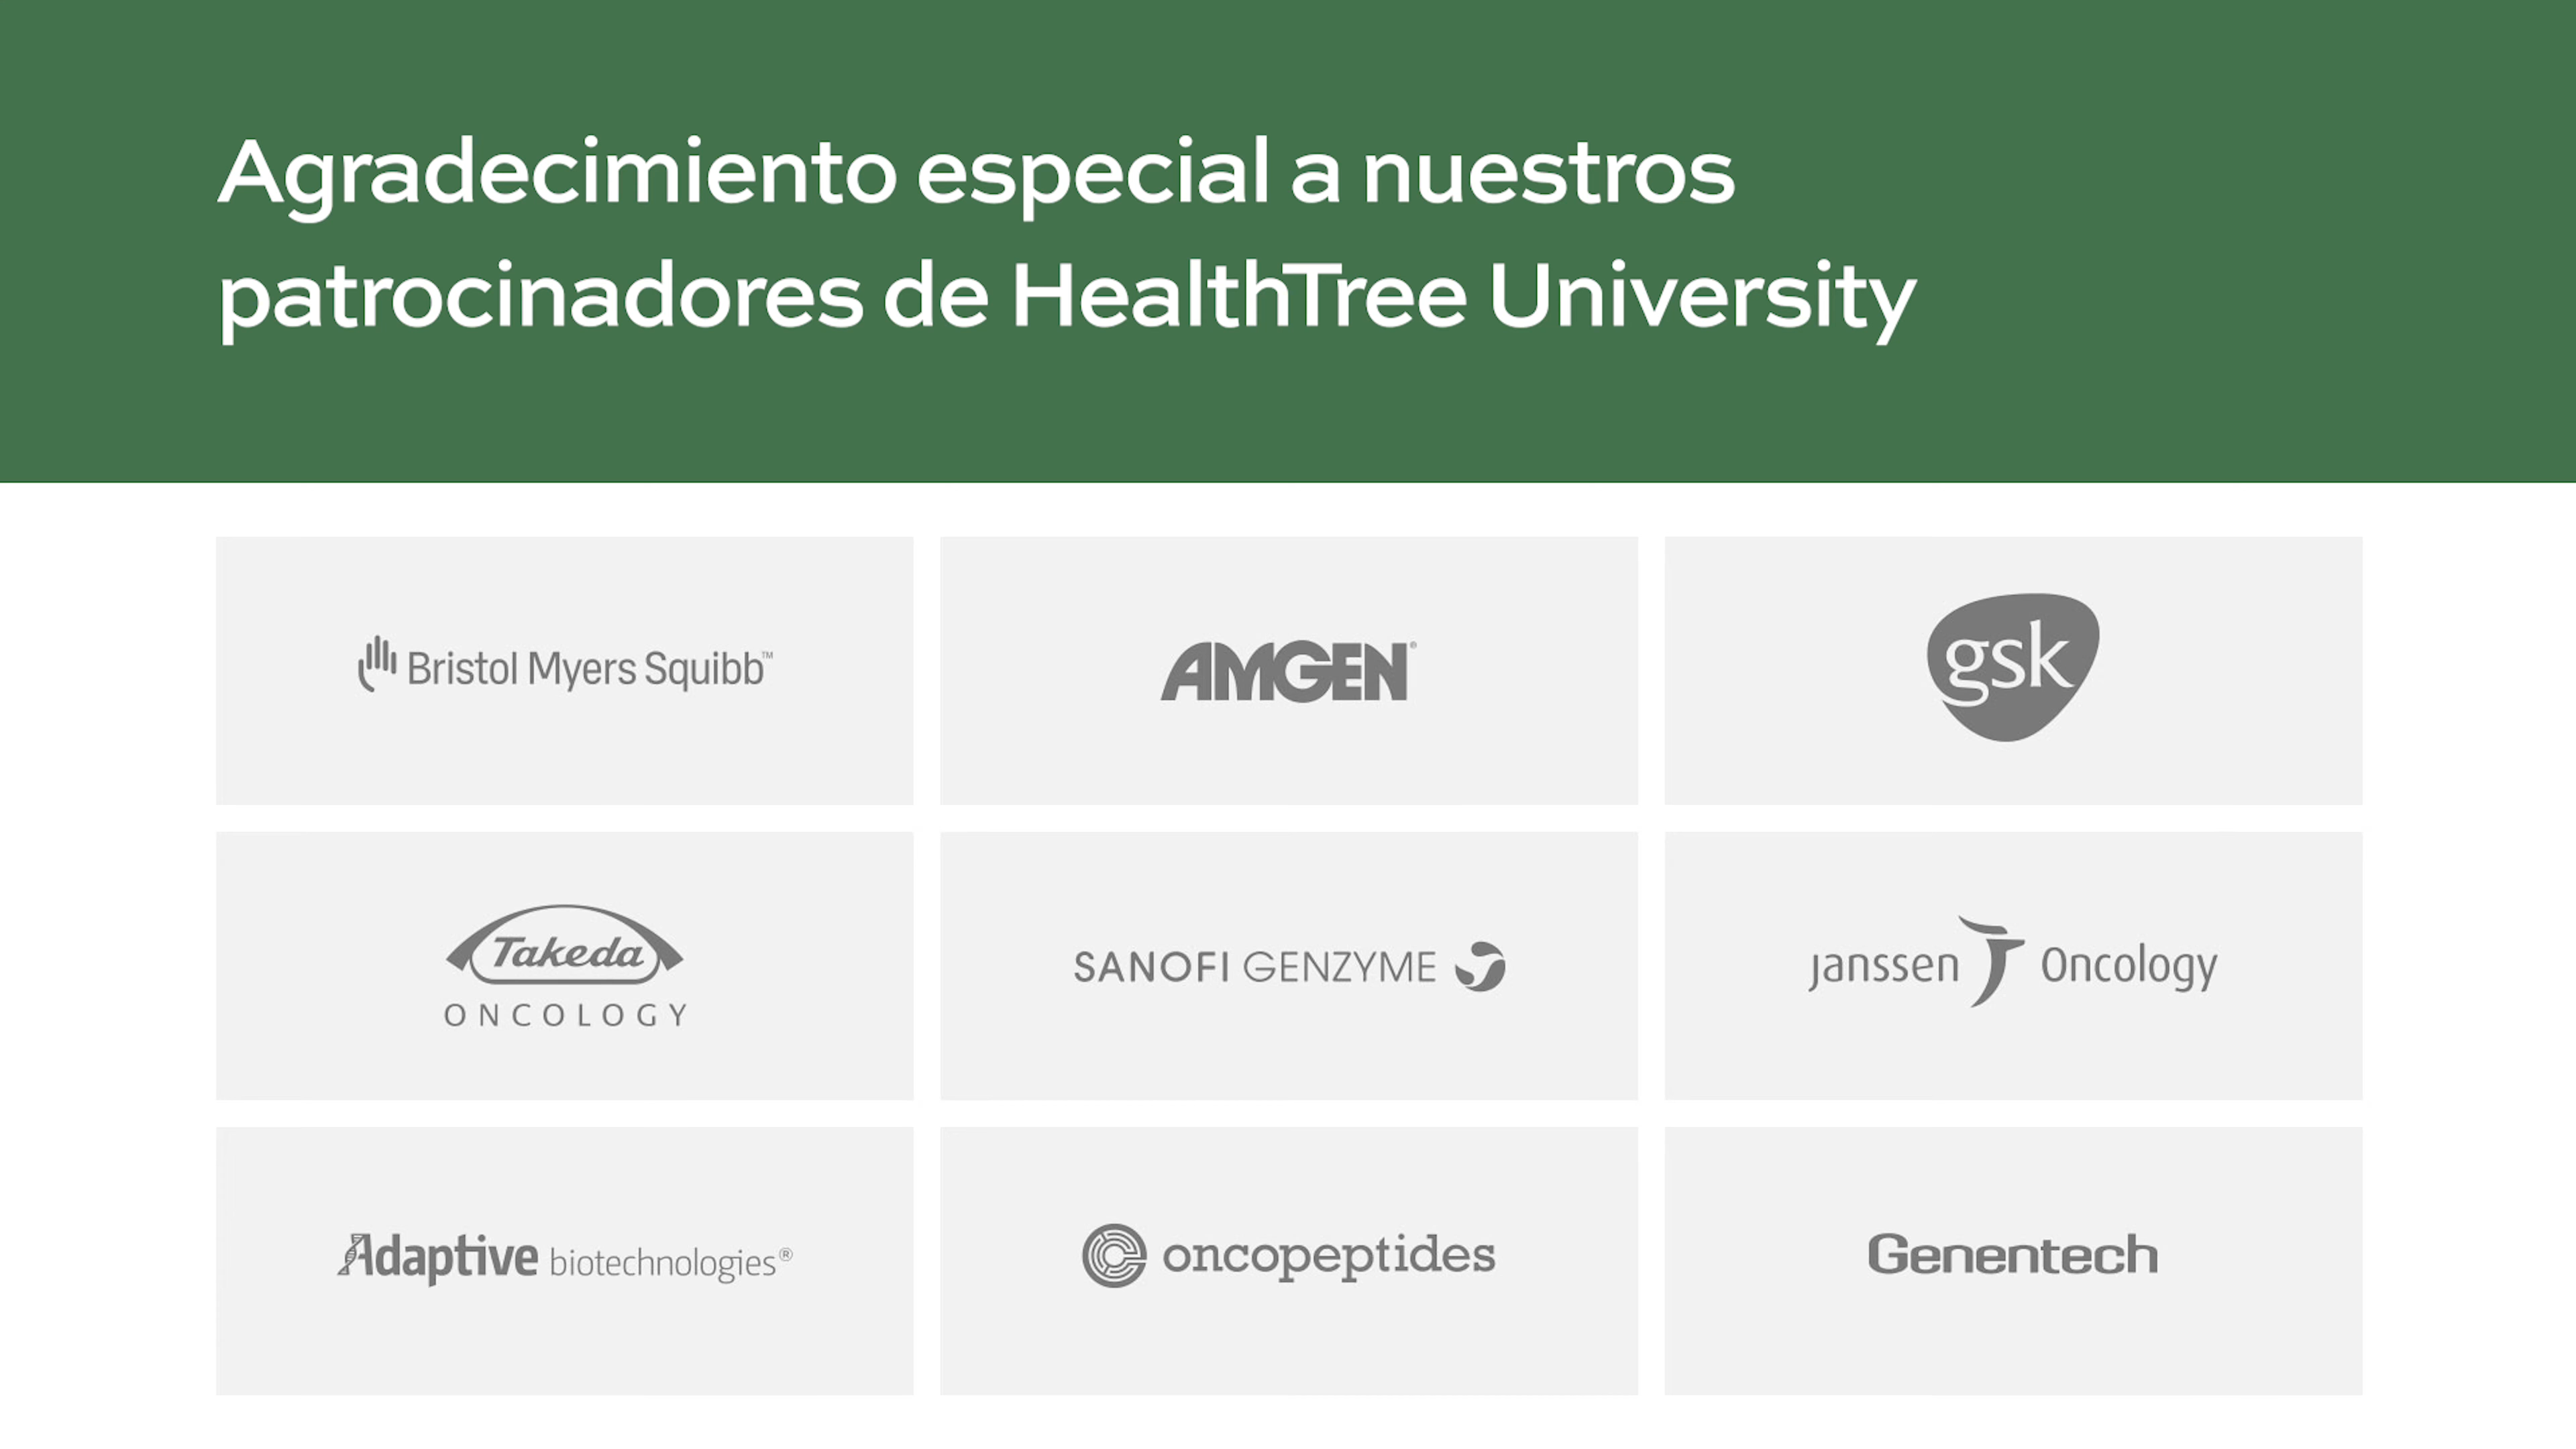 Agradecimiento especial a nuestros
patrocinadores de HealthTree University
Bristol Myers Squibb™
AMGEN®
gsk
Takeda
ONCOLOGY
SANOFI GENZYME
janssen Oncology
Adaptive biotechnologies®
oncopeptides
Genentech